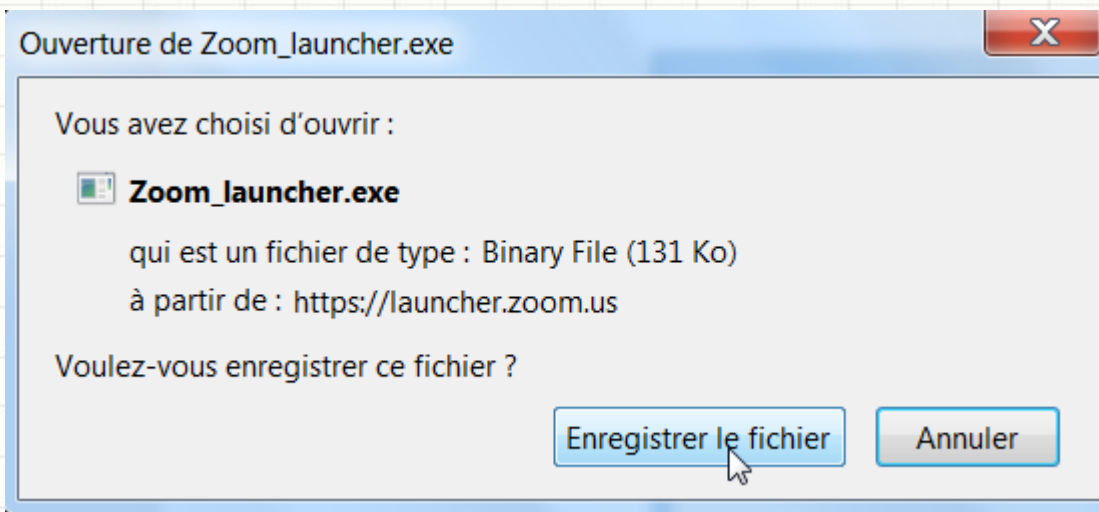 Ouverture de Zoom_launcher.exe
Vous avez choisi d’ouvrir :
Zoom_launcher.exe
qui est un fichier de type : Binary File (131 Ko)
à partir de : https://launcher.zoom.us
Voulez-vous enregistrer ce fichier ?
Enregistrer le fichier
Annuler